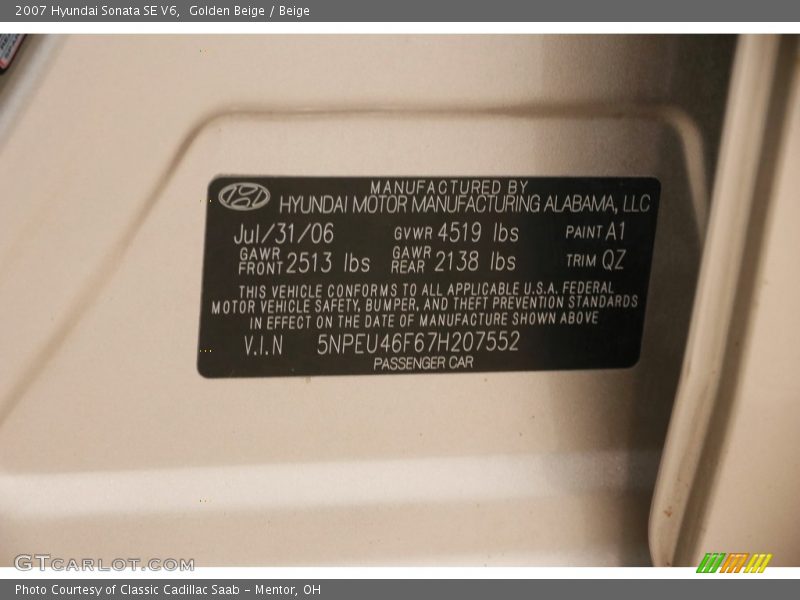 2007 Hyundai Sonata SE V6,  Golden Beige / Beige
MANUFACTURED BY
HYUNDAI MOTOR MANUFACTURING ALABAMA, LLC
Jul/31/06 GVWR 4519 lbs PAINT A1
GAWR FRONT 2513 lbs GAWR REAR 2138 lbs TRIM QZ
THIS VEHICLE CONFORMS TO ALL APPLICABLE U.S.A. FEDERAL
MOTOR VEHICLE SAFETY, BUMPER, AND THEFT PREVENTION STANDARDS
IN EFFECT ON THE DATE OF MANUFACTURE SHOWN ABOVE
V.I.N 5NPEU46F67H207552
PASSENGER CAR
GTCARLOT.COM
Photo Courtesy of Classic Cadillac Saab - Mentor, OH